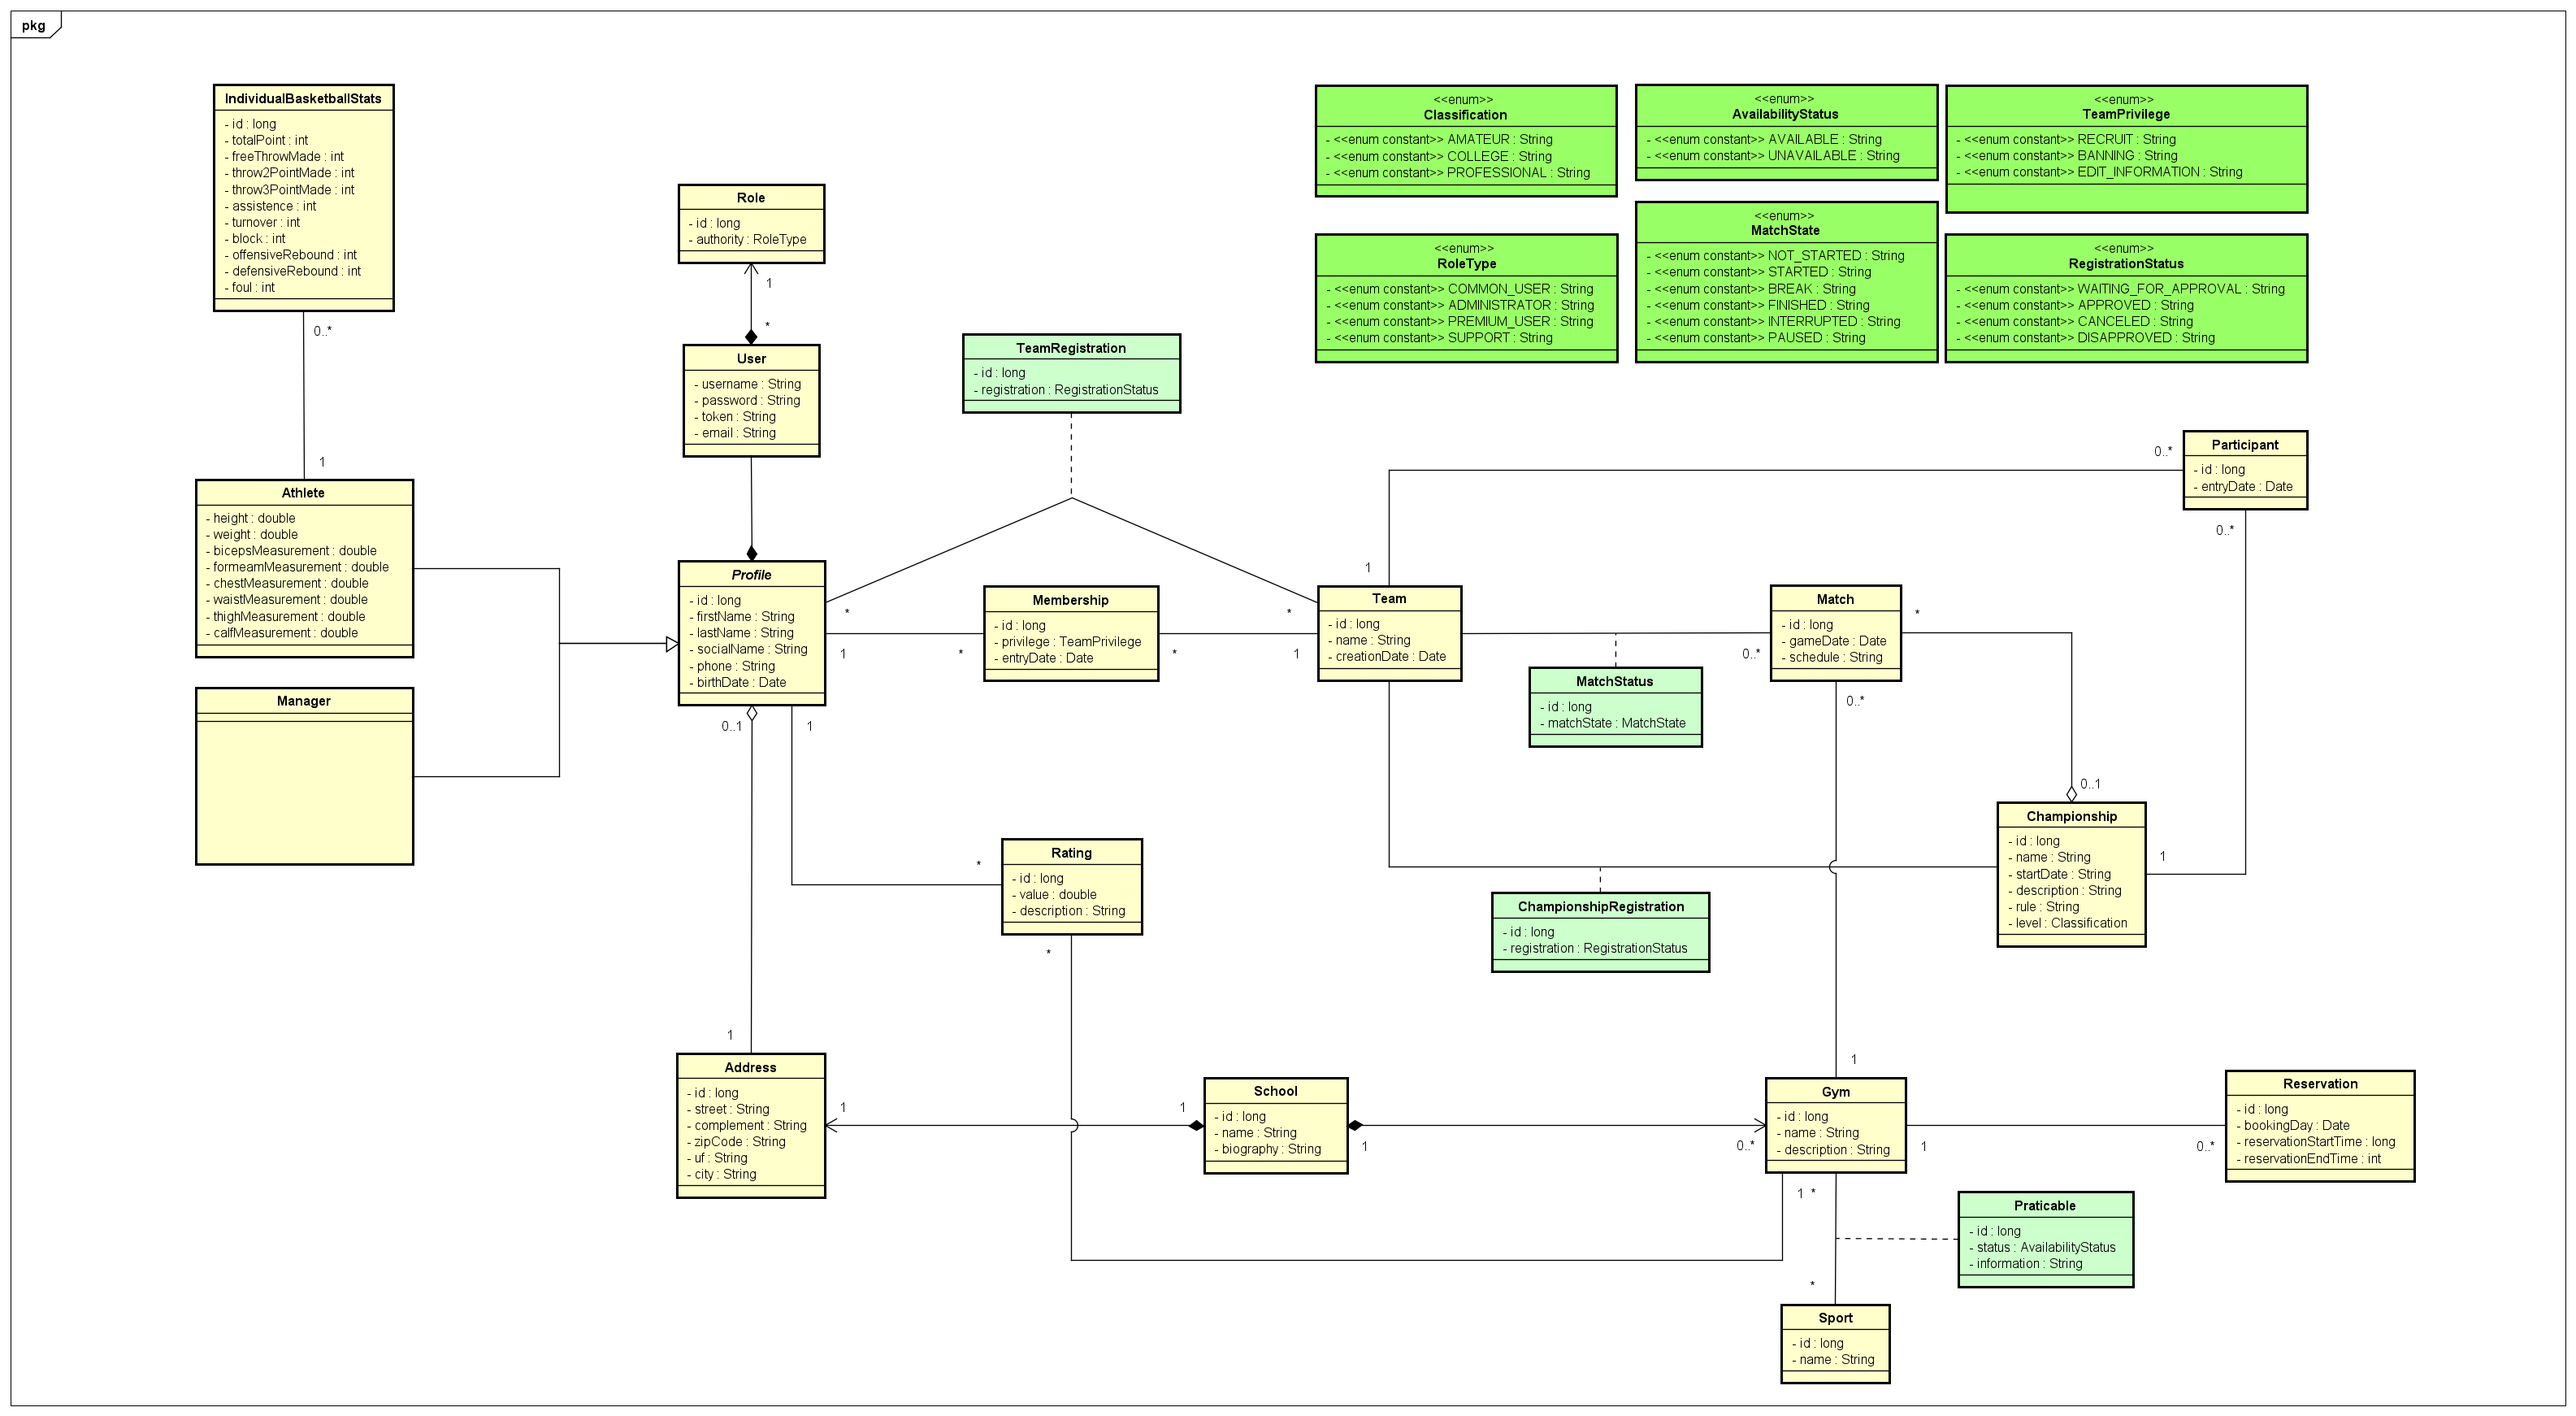 pkg
IndividualBasketballStats
- id : long
- totalPoint : int
- freeThrowMade : int
- throw2PointMade : int
- throw3PointMade : int
- assistence : int
- turnover : int
- block : int
- offensiveRebound : int
- defensiveRebound : int
- foul : int
0..*
1
Athlete
- height : double
- weight : double
- bicepsMeasurement : double
- formeamMeasurement : double
- chestMeasurement : double
- waistMeasurement : double
- thighMeasurement : double
- calfMeasurement : double
Manager
Role
- id : long
- authority : RoleType
1
*
User
- username : String
- password : String
- token : String
- email : String
Profile
- id : long
- firstName : String
- lastName : String
- socialName : String
- phone : String
- birthDate : Date
0..1
1
*
1
*
TeamRegistration
- id : long
- registration : RegistrationStatus
Membership
- id : long
- privilege : TeamPrivilege
- entryDate : Date
*
*
1
<<enum>>
Classification
- <<enum constant>> AMATEUR : String
- <<enum constant>> COLLEGE : String
- <<enum constant>> PROFESSIONAL : String
<<enum>>
AvailabilityStatus
- <<enum constant>> AVAILABLE : String
- <<enum constant>> UNAVAILABLE : String
<<enum>>
TeamPrivilege
- <<enum constant>> RECRUIT : String
- <<enum constant>> BANNING : String
- <<enum constant>> EDIT_INFORMATION : String
<<enum>>
RoleType
- <<enum constant>> COMMON_USER : String
- <<enum constant>> ADMINISTRATOR : String
- <<enum constant>> PREMIUM_USER : String
- <<enum constant>> SUPPORT : String
<<enum>>
MatchState
- <<enum constant>> NOT_STARTED : String
- <<enum constant>> STARTED : String
- <<enum constant>> BREAK : String
- <<enum constant>> FINISHED : String
- <<enum constant>> INTERRUPTED : String
- <<enum constant>> PAUSED : String
<<enum>>
RegistrationStatus
- <<enum constant>> WAITING_FOR_APPROVAL : String
- <<enum constant>> APPROVED : String
- <<enum constant>> CANCELED : String
- <<enum constant>> DISAPPROVED : String
Participant
- id : long
- entryDate : Date
0..*
0..*
1
Team
- id : long
- name : String
- creationDate : Date
0..*
Match
- id : long
- gameDate : Date
- schedule : String
*
0..*
MatchStatus
- id : long
- matchState : MatchState
0..1
Championship
- id : long
- name : String
- startDate : String
- description : String
- rule : String
- level : Classification
1
ChampionshipRegistration
- id : long
- registration : RegistrationStatus
Rating
- id : long
- value : double
- description : String
*
*
1
Address
- id : long
- street : String
- complement : String
- zipCode : String
- uf : String
- city : String
1
1
School
- id : long
- name : String
- biography : String
1
0..*
1
Gym
- id : long
- name : String
- description : String
1
0..*
Reservation
- id : long
- bookingDay : Date
- reservationStartTime : long
- reservationEndTime : int
1 *
Praticable
- id : long
- status : AvailabilityStatus
- information : String
*
Sport
- id : long
- name : String